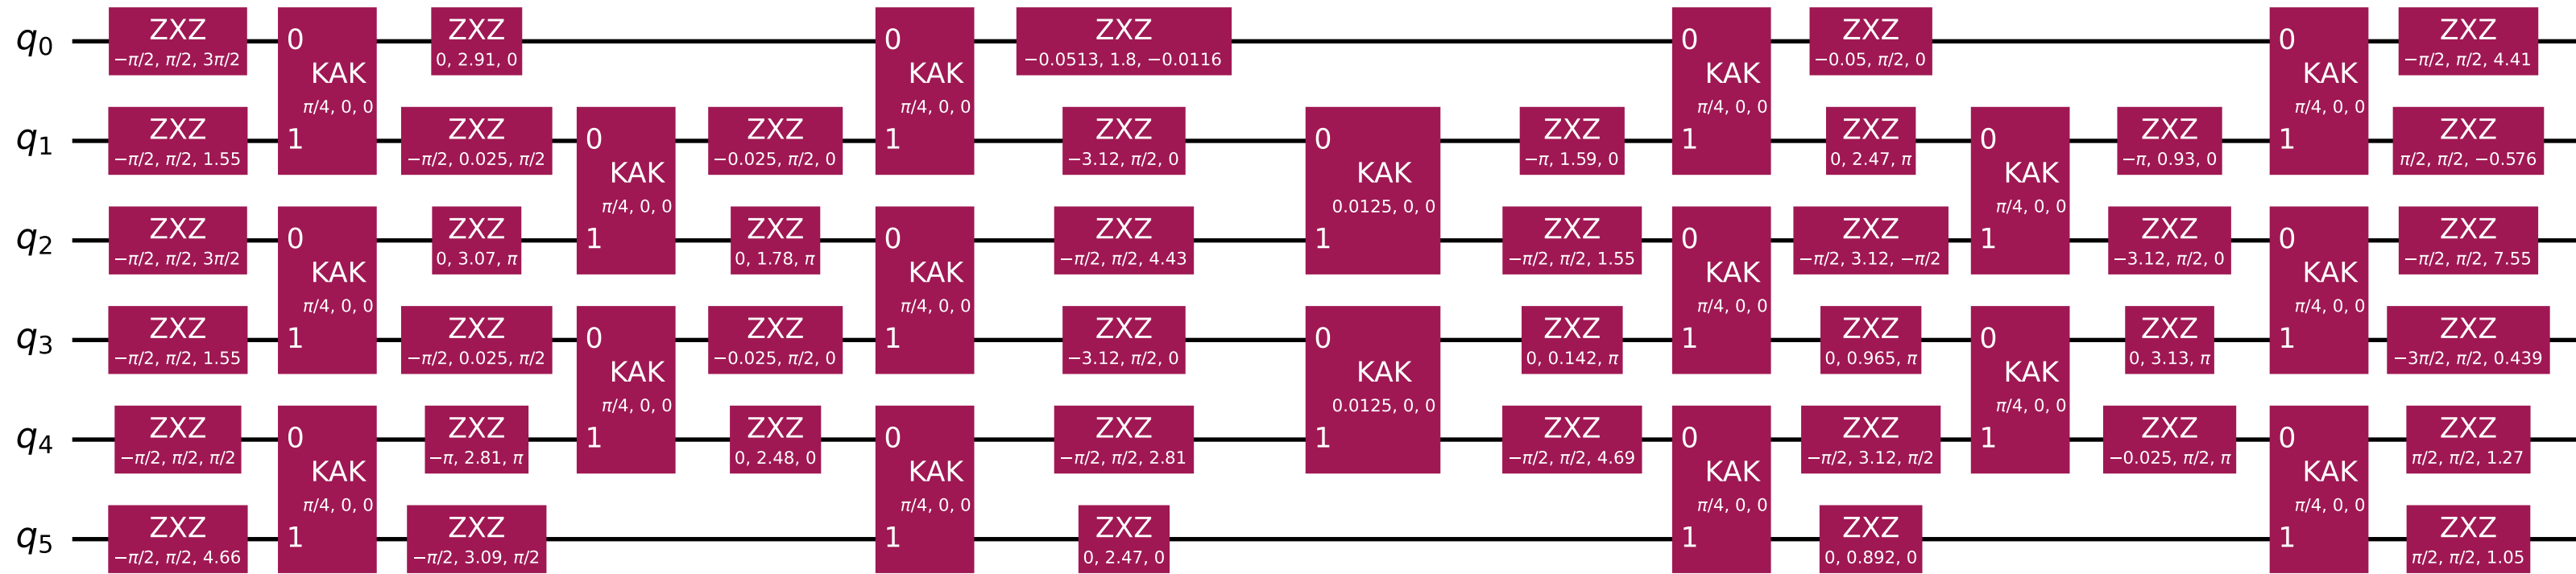 q0 ZXZ 0 ZXZ 0 ZXZ 0 ZXZ 0 ZXZ
−π/2, π/2, 3π/2 KAK 0, 2.91, 0 KAK −0.0513, 1.8, −0.0116 KAK −0.05, π/2, 0 KAK −π/2, π/2, 4.41
π/4, 0, 0 π/4, 0, 0 π/4, 0, 0 π/4, 0, 0
q1 ZXZ 1 ZXZ 0 ZXZ 1 ZXZ 0 ZXZ 1 ZXZ 0 ZXZ 1 ZXZ
−π/2, π/2, 1.55 −π/2, 0.025, π/2 KAK −0.025, π/2, 0 −3.12, π/2, 0 KAK −π, 1.59, 0 0, 2.47, π KAK −π, 0.93, 0 π/2, π/2, −0.576
π/4, 0, 0 0.0125, 0, 0 π/4, 0, 0
q2 ZXZ 0 ZXZ 1 ZXZ 0 ZXZ 1 ZXZ 0 ZXZ 1 ZXZ 0 ZXZ
−π/2, π/2, 3π/2 KAK 0, 3.07, π 0, 1.78, π KAK −π/2, π/2, 4.43 −π/2, π/2, 1.55 KAK −π/2, 3.12, −π/2 −3.12, π/2, 0 KAK −π/2, π/2, 7.55
π/4, 0, 0 π/4, 0, 0 π/4, 0, 0 π/4, 0, 0
q3 ZXZ 1 ZXZ 0 ZXZ 1 ZXZ 0 ZXZ 1 ZXZ 0 ZXZ 1 ZXZ
−π/2, π/2, 1.55 −π/2, 0.025, π/2 KAK −0.025, π/2, 0 −3.12, π/2, 0 KAK 0, 0.142, π 0, 0.965, π KAK 0, 3.13, π −3π/2, π/2, 0.439
π/4, 0, 0 0.0125, 0, 0 π/4, 0, 0
q4 ZXZ 0 ZXZ 1 ZXZ 0 ZXZ 1 ZXZ 0 ZXZ 1 ZXZ 0 ZXZ
−π/2, π/2, π/2 KAK −π, 2.81, π 0, 2.48, 0 KAK −π/2, π/2, 2.81 −π/2, π/2, 4.69 KAK −π/2, 3.12, π/2 −0.025, π/2, π KAK π/2, π/2, 1.27
π/4, 0, 0 π/4, 0, 0 π/4, 0, 0 π/4, 0, 0
q5 ZXZ 1 ZXZ 1 ZXZ 1 ZXZ 1 ZXZ
−π/2, π/2, 4.66 −π/2, 3.09, π/2 0, 2.47, 0 0, 0.892, 0 π/2, π/2, 1.05